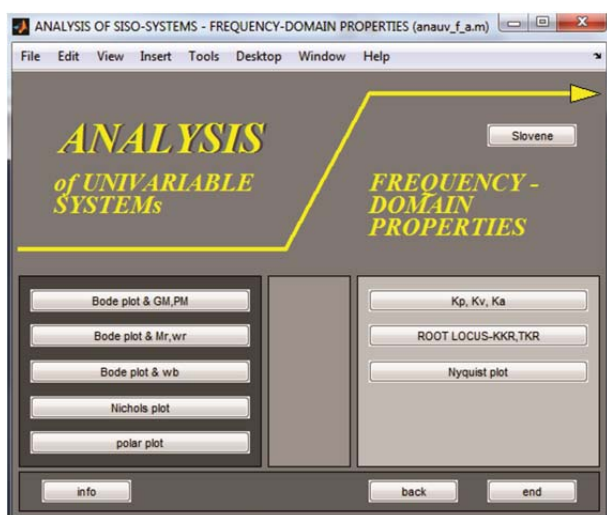 ANALYSIS OF SISO-SYSTEMS - FREQUENCY-DOMAIN PROPERTIES (anauv_f_a.m)
File Edit View Insert Tools Desktop Window Help
Slovene
ANALYSIS
of UNIVARIABLE
SYSTEMs
FREQUENCY -
DOMAIN
PROPERTIES
Bode plot & GM,PM
Bode plot & Mr,wr
Bode plot & wb
Nichols plot
polar plot
Kp, Kv, Ka
ROOT LOCUS-KKR,TKR
Nyquist plot
info
back
end